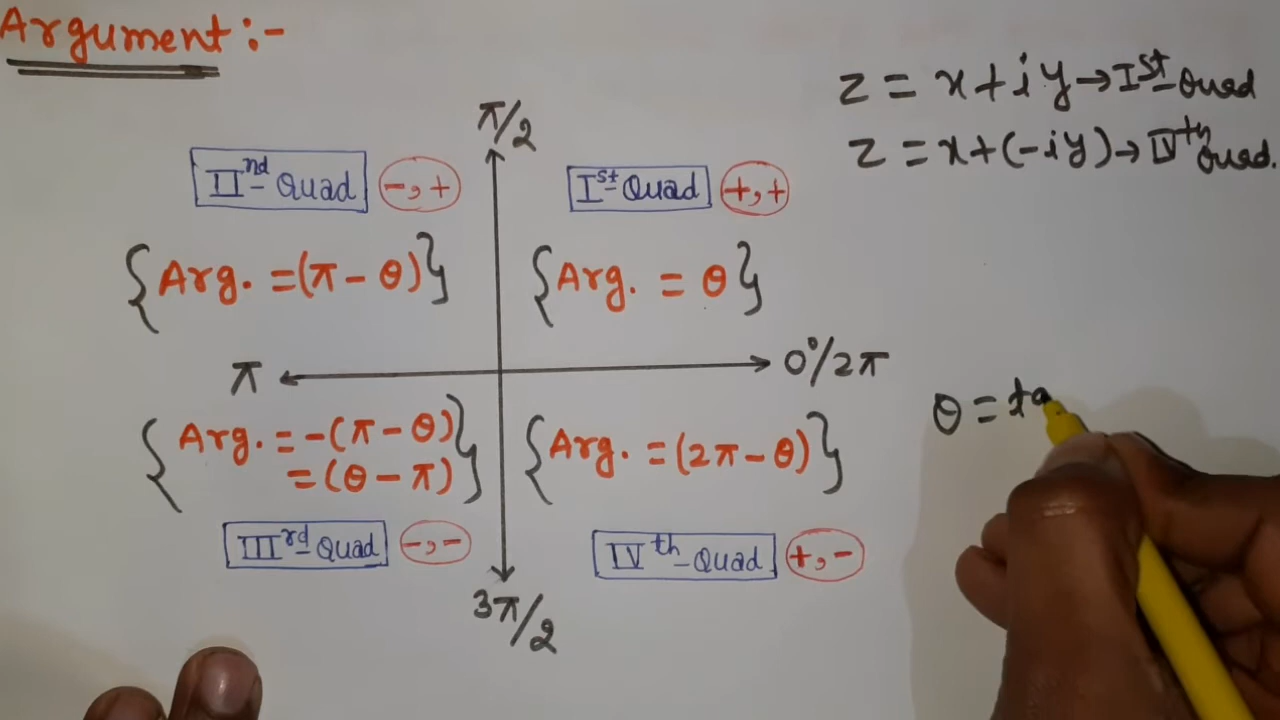 Argument:-
z = x+iy→Ist Quad
z = x+(-iy)→IVth Quad.
π/2
IInd Quad -,+
Ist Quad +,+
{Arg. =(π-θ)}
{Arg. = θ}
π
0°/2π
{Arg. =-(π-θ)
=(θ-π)}
{Arg. =(2π-θ)}
θ = ta
IIIrd Quad -,-
IVth Quad +,-
3π/2